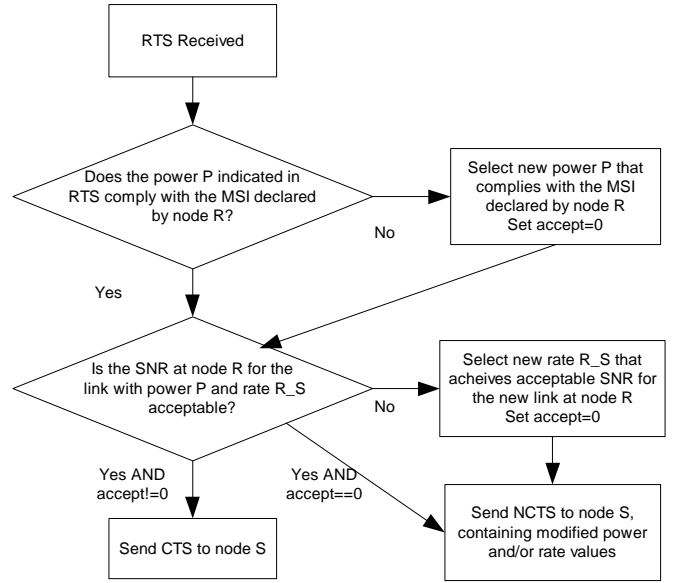 RTS Received
Does the power P indicated in
RTS comply with the MSI declared
by node R?
No
Select new power P that
complies with the MSI
declared by node R
Set accept=0
Yes
Is the SNR at node R for the
link with power P and rate R_S
acceptable?
No
Select new rate R_S that
acheives acceptable SNR for
the new link at node R
Set accept=0
Yes AND
accept!=0
Yes AND
accept==0
Send CTS to node S
Send NCTS to node S,
containing modified power
and/or rate values